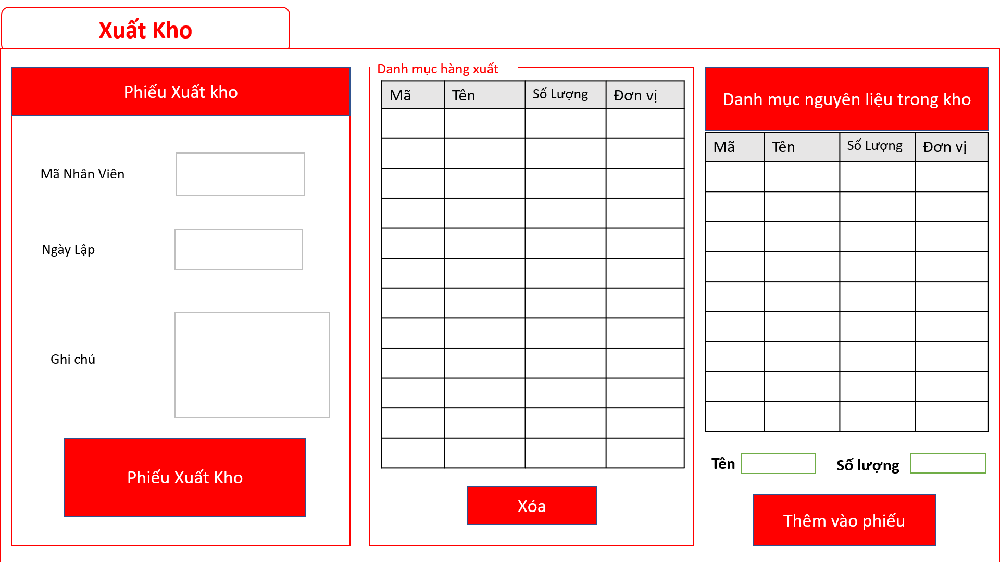 Xuất Kho
Phiếu Xuất kho
Mã Nhân Viên
Ngày Lập
Ghi chú
Phiếu Xuất Kho
Danh mục hàng xuất
Mã Tên Số Lượng Đơn vị
Xóa
Danh mục nguyên liệu trong kho
Mã Tên Số Lượng Đơn vị
Tên Số lượng
Thêm vào phiếu